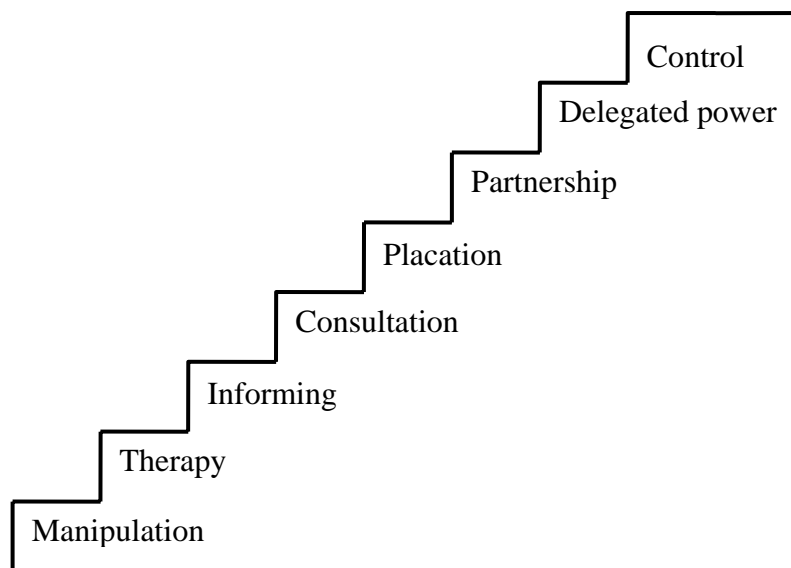 Control
Delegated power
Partnership
Placation
Consultation
Informing
Therapy
Manipulation